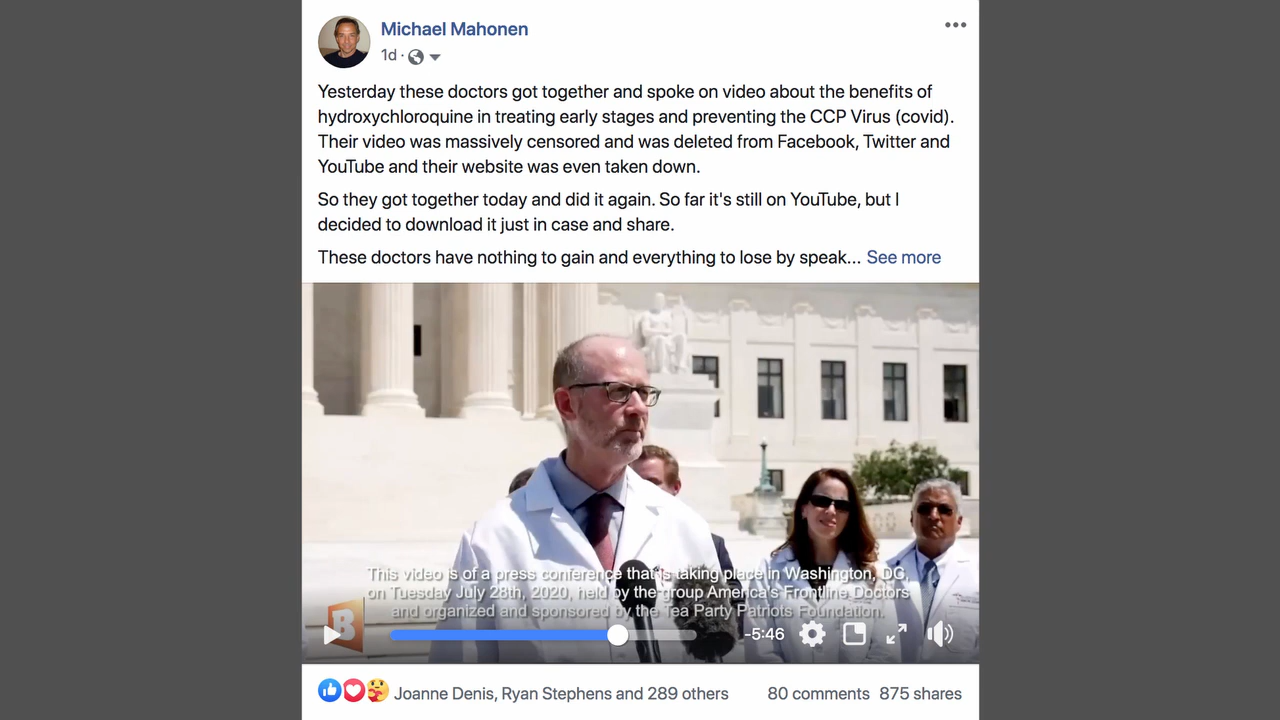 Michael Mahonen
1d ·
Yesterday these doctors got together and spoke on video about the benefits of
hydroxychloroquine in treating early stages and preventing the CCP Virus (covid).
Their video was massively censored and was deleted from Facebook, Twitter and
YouTube and their website was even taken down.
So they got together today and did it again. So far it's still on YouTube, but I
decided to download it just in case and share.
These doctors have nothing to gain and everything to lose by speak... See more
This video is of a press conference that is taking place in Washington, DC,
on Tuesday July 28th, 2020, held by the group America's Frontline Doctors
and organized and sponsored by the Tea Party Patriots Foundation.
B
-5:46
Joanne Denis, Ryan Stephens and 289 others 80 comments 875 shares